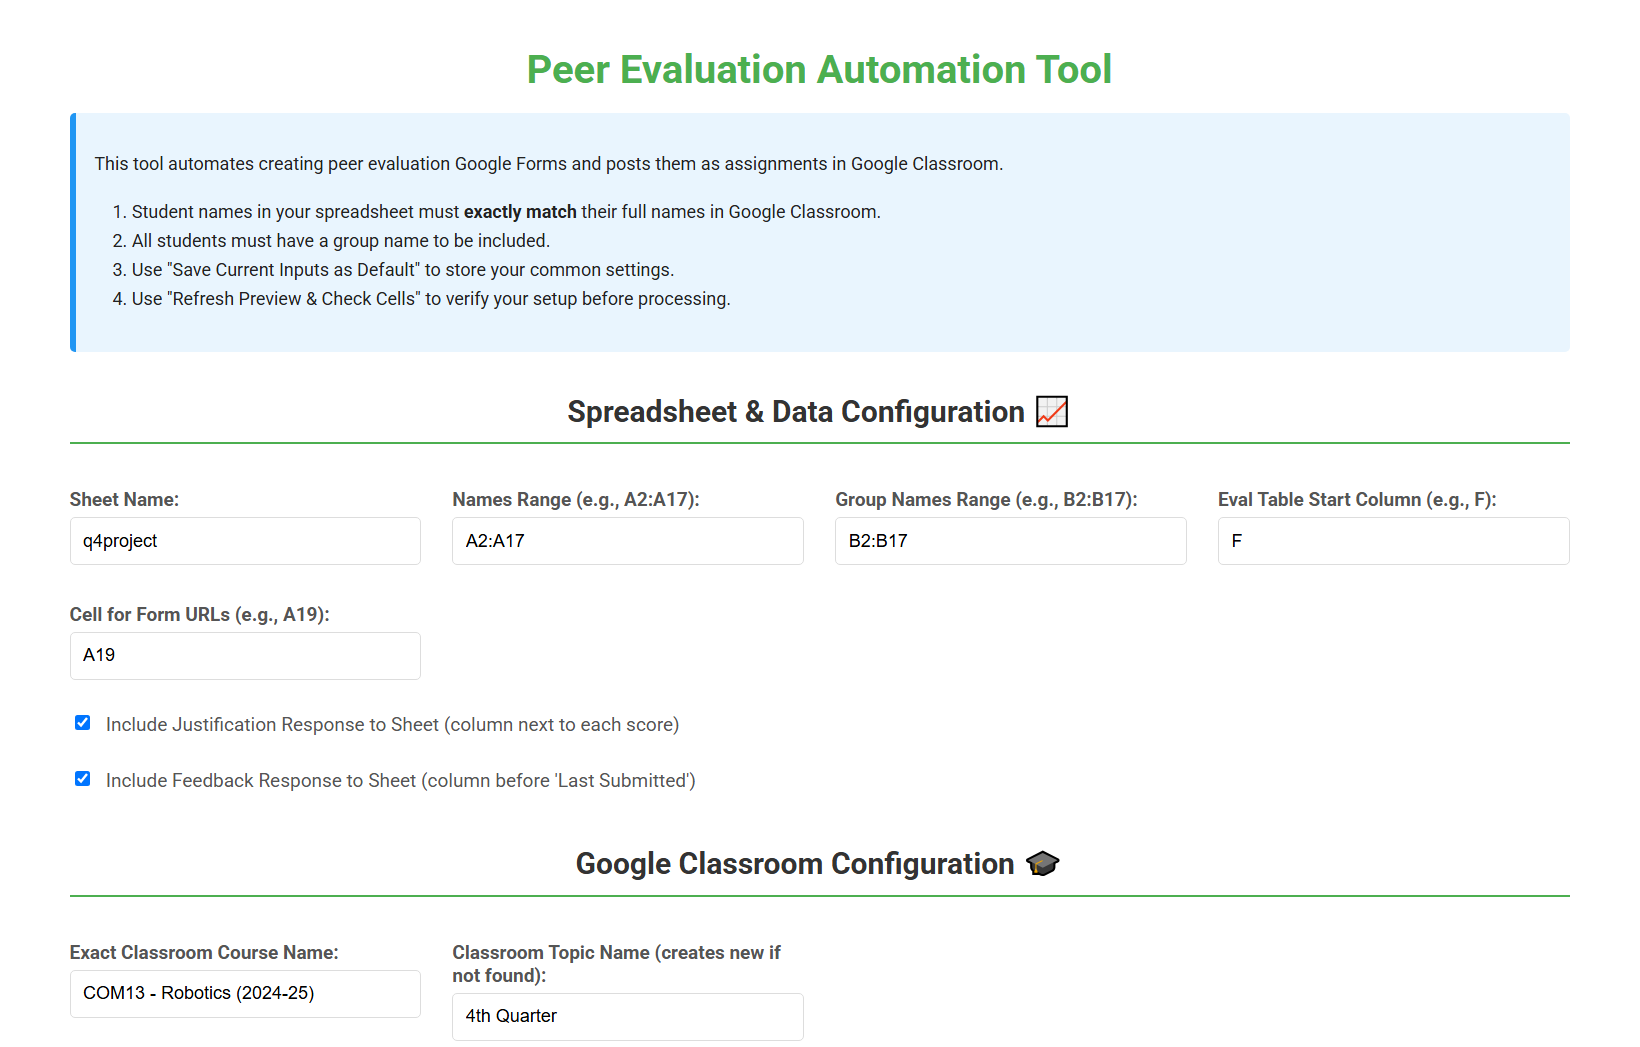 Peer Evaluation Automation Tool
This tool automates creating peer evaluation Google Forms and posts them as assignments in Google Classroom.
1. Student names in your spreadsheet must exactly match their full names in Google Classroom.
2. All students must have a group name to be included.
3. Use "Save Current Inputs as Default" to store your common settings.
4. Use "Refresh Preview & Check Cells" to verify your setup before processing.
Spreadsheet & Data Configuration 📈
Sheet Name:
q4project
Names Range (e.g., A2:A17):
A2:A17
Group Names Range (e.g., B2:B17):
B2:B17
Eval Table Start Column (e.g., F):
F
Cell for Form URLs (e.g., A19):
A19
Include Justification Response to Sheet (column next to each score)
Include Feedback Response to Sheet (column before 'Last Submitted')
Google Classroom Configuration 🎓
Exact Classroom Course Name:
COM13 - Robotics (2024-25)
Classroom Topic Name (creates new if
not found):
4th Quarter